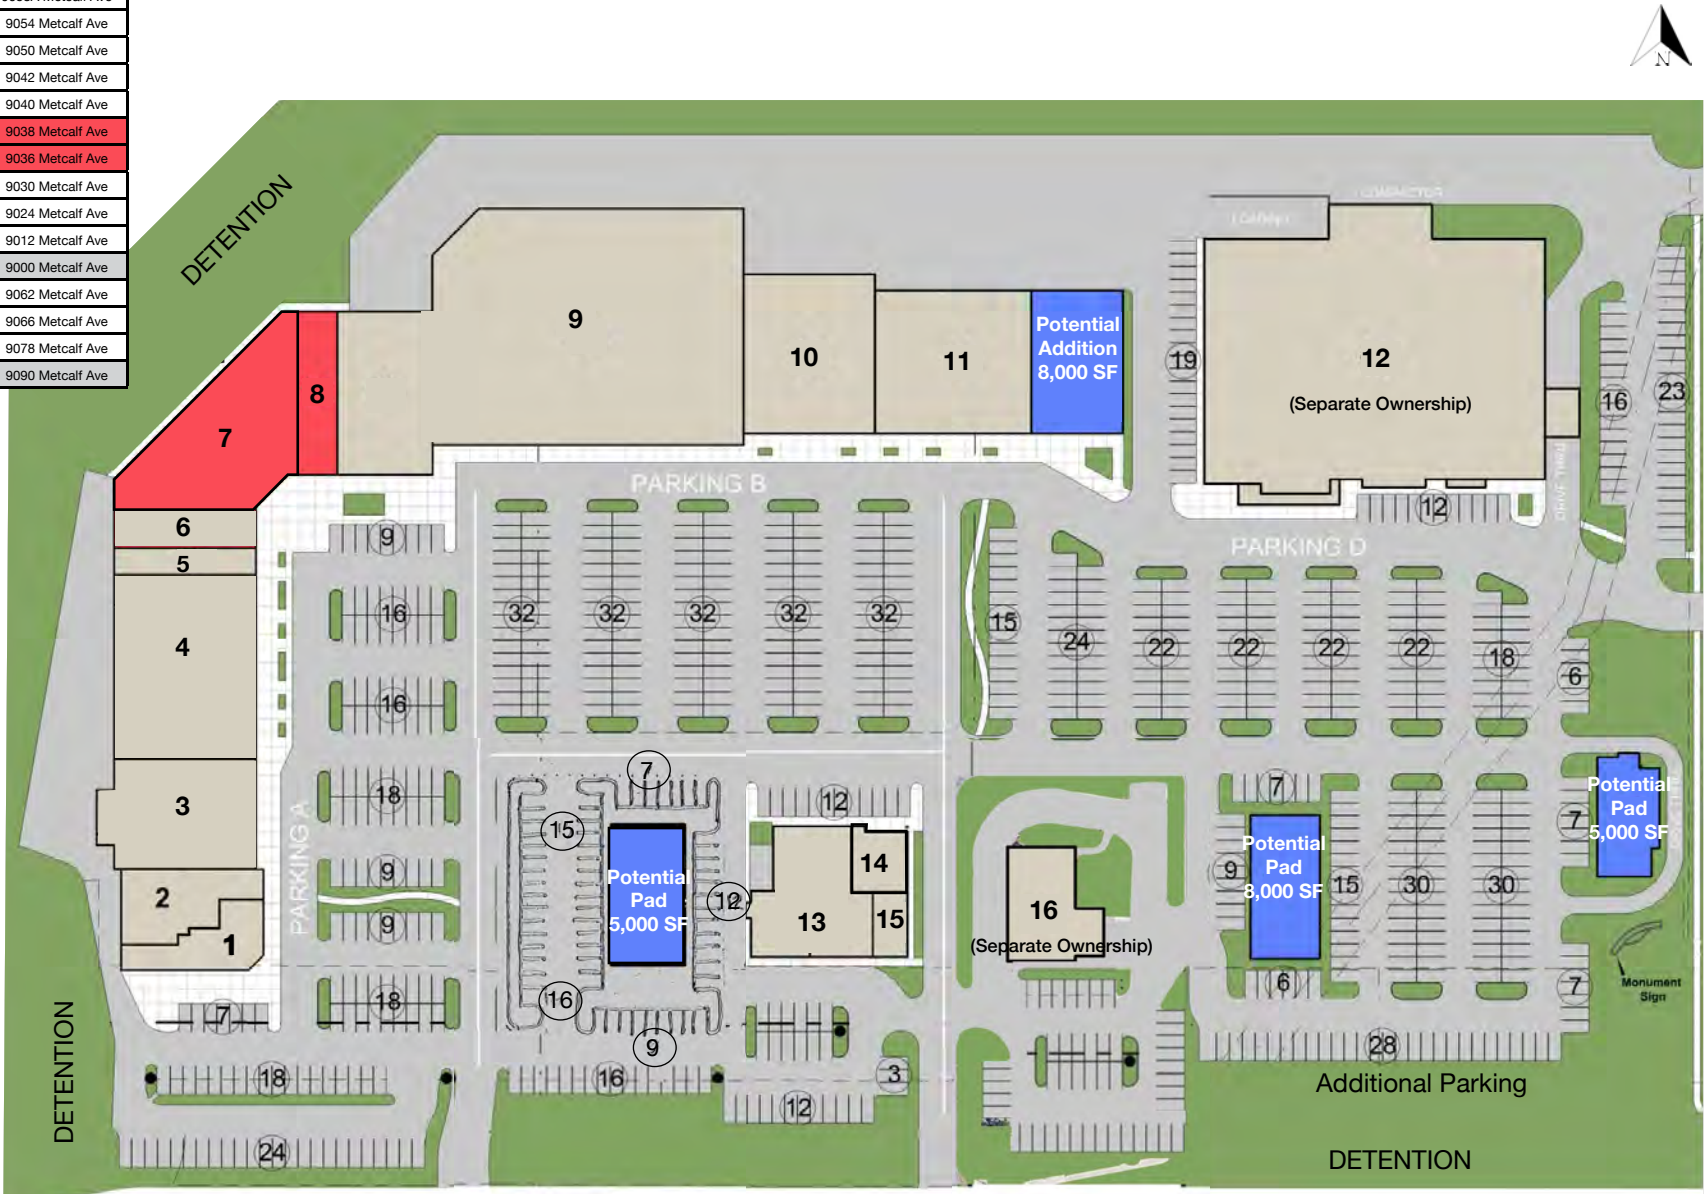 9054 Metcalf Ave
9050 Metcalf Ave
9042 Metcalf Ave
9040 Metcalf Ave
9038 Metcalf Ave
9036 Metcalf Ave
9030 Metcalf Ave
9024 Metcalf Ave
9012 Metcalf Ave
9000 Metcalf Ave
9062 Metcalf Ave
9066 Metcalf Ave
9078 Metcalf Ave
9090 Metcalf Ave
N
DETENTION
9
10
11
Potential
Addition
8,000 SF
19
12
(Separate Ownership)
16
23
8
7
6
5
4
3
2
1
PARKING B
12
DRIVE THRU
PARKING D
9
16
16
18
9
9
18
PARKING A
32
32
32
32
32
15
24
22
22
22
22
18
6
7
15
Potential
Pad
5,000 SF
12
16
9
12
14
13
15
16
(Separate Ownership)
7
9
Potential
Pad
8,000 SF
15
30
30
6
7
Potential
Pad
5,000 SF
7
Monument
Sign
7
18
24
16
12
3
28
Additional Parking
DETENTION
DETENTION